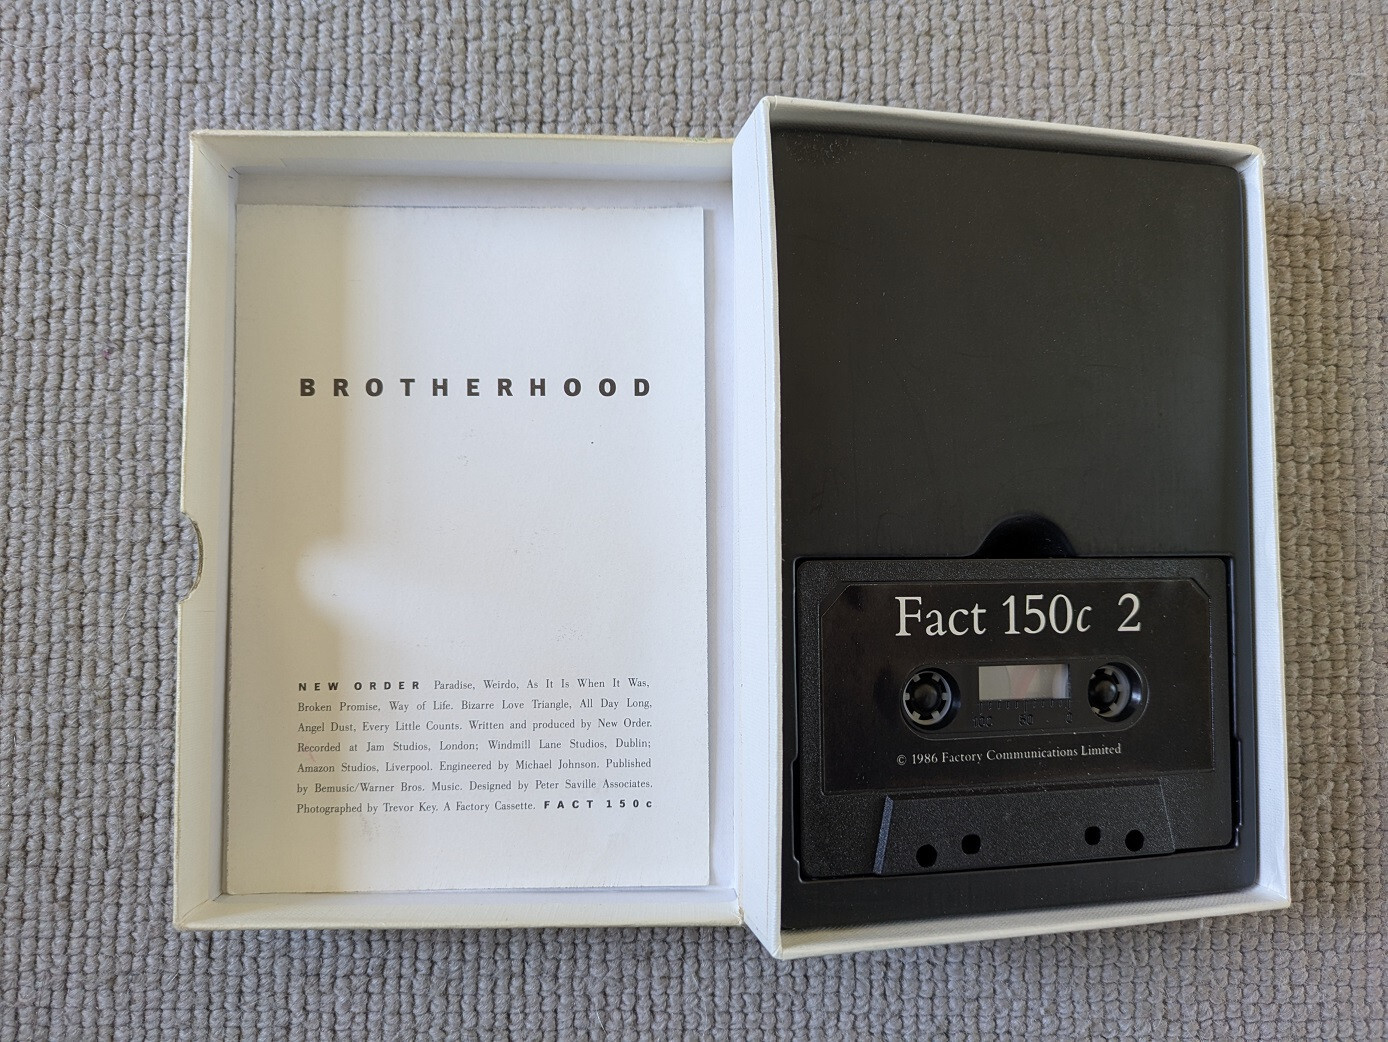 BROTHERHOOD
NEW ORDER Paradise, Weirdo, As It Is When It Was,
Broken Promise, Way of Life. Bizarre Love Triangle, All Day Long,
Angel Dust, Every Little Counts. Written and produced by New Order.
Recorded at Jam Studios, London; Windmill Lane Studios, Dublin;
Amazon Studios, Liverpool. Engineered by Michael Johnson. Published
by Bemusic/Warner Bros. Music. Designed by Peter Saville Associates.
Photographed by Trevor Key. A Factory Cassette. FACT 150c
Fact 150c 2
100 50 0
© 1986 Factory Communications Limited